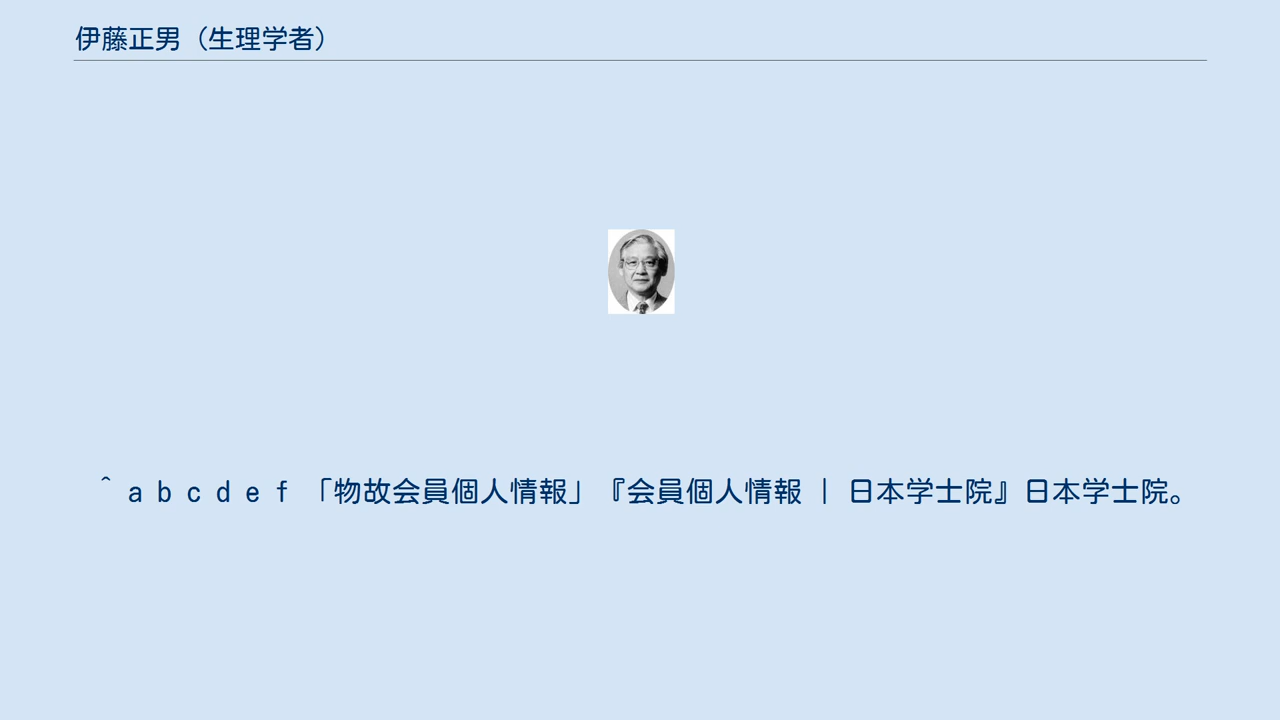 伊藤正男（生理学者）
＾ ａ ｂ ｃ ｄ ｅ ｆ 「物故会員個人情報」『会員個人情報 ｜ 日本学士院』日本学士院。